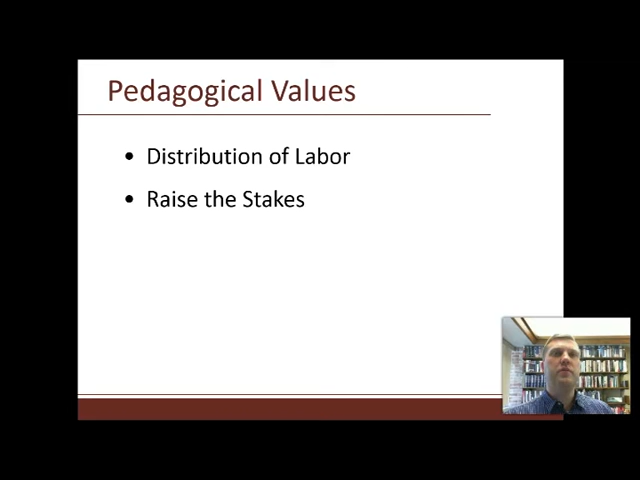 Pedagogical Values
• Distribution of Labor
• Raise the Stakes